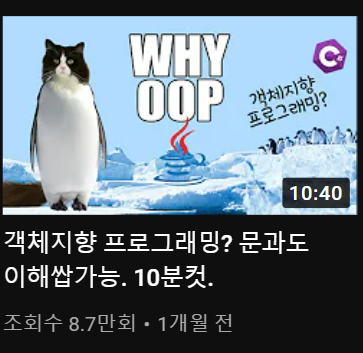 WHY
OOP
C#
객체지향
프로그래밍?
10:40
객체지향 프로그래밍? 문과도
이해쌉가능. 10분컷.
조회수 8.7만회 • 1개월 전